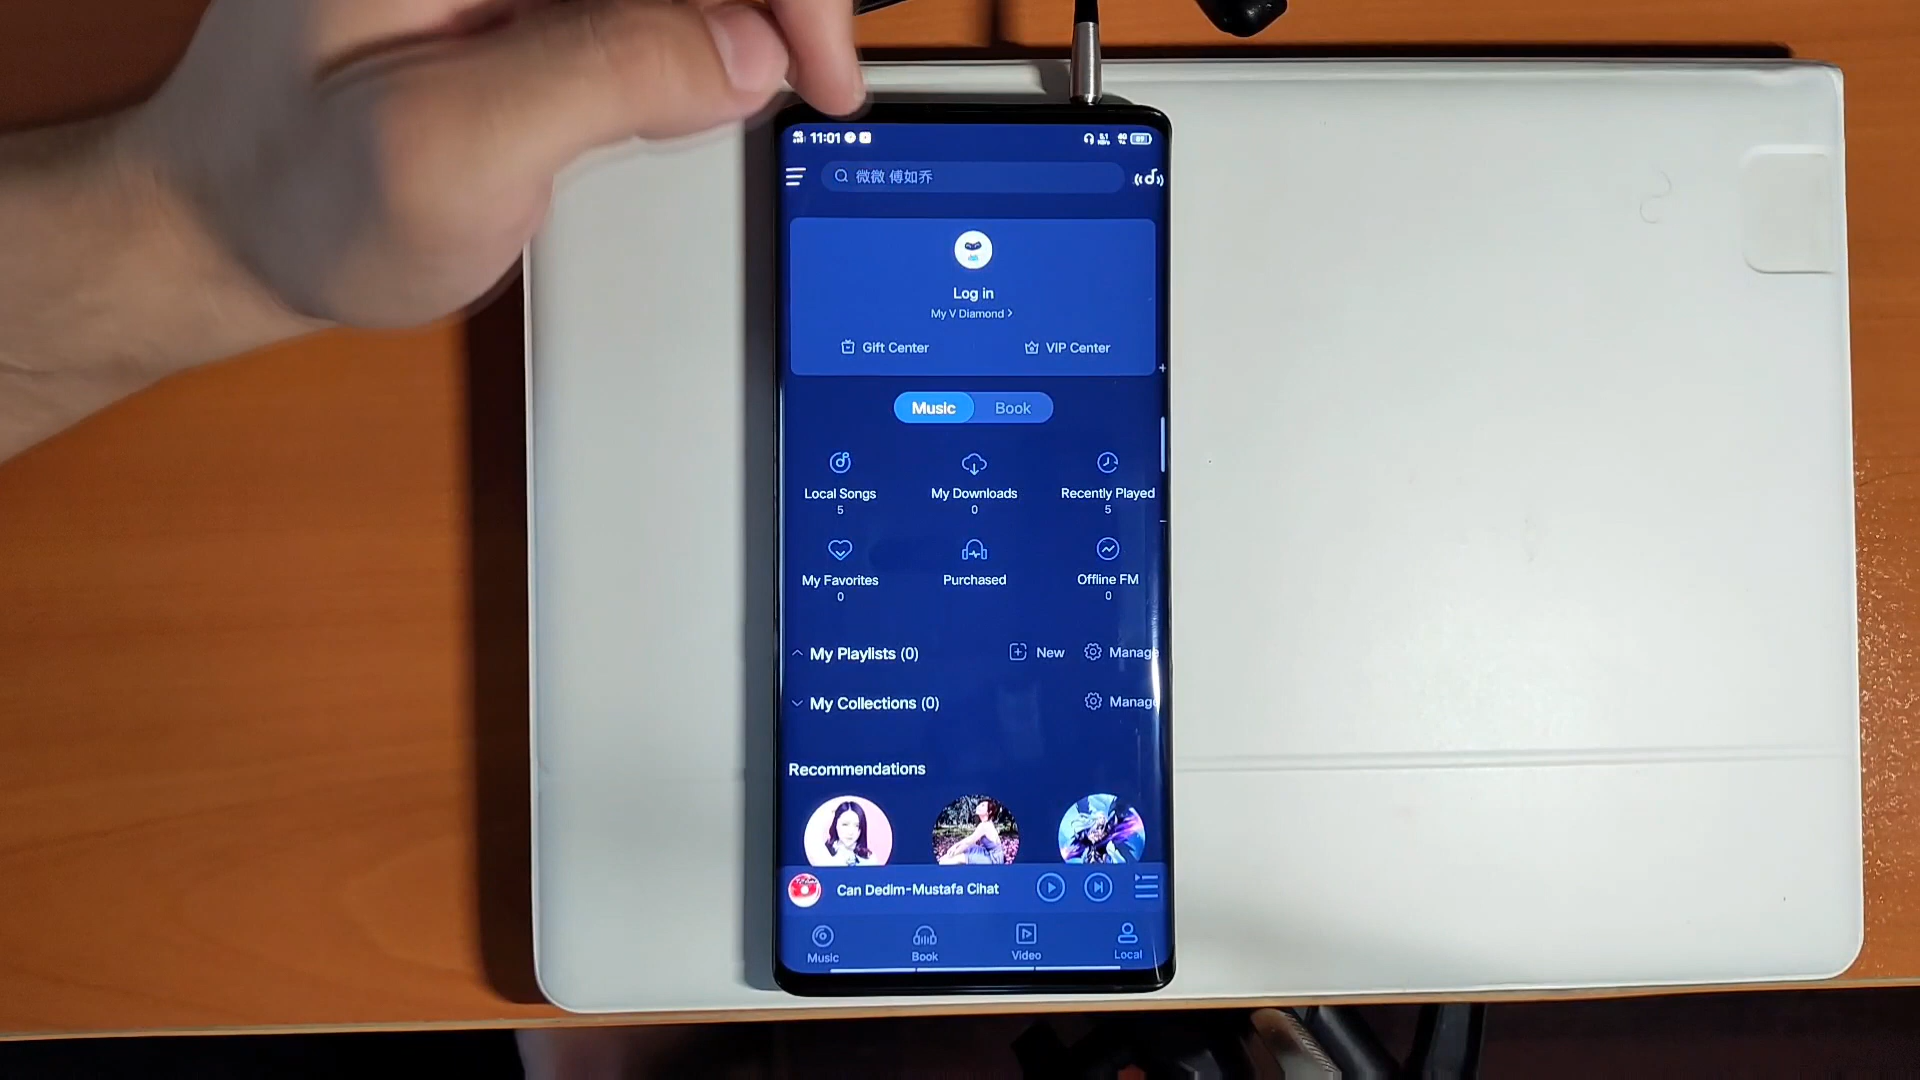 11:01
微微 傅如乔
Log in
My V Diamond >
Gift Center
VIP Center
Music
Book
Local Songs
5
My Downloads
0
Recently Played
5
My Favorites
0
Purchased
Offline FM
0
My Playlists (0)
New
Manage
My Collections (0)
Manage
Recommendations
Can Dedim-Mustafa Cihat
Music
Book
Video
Local